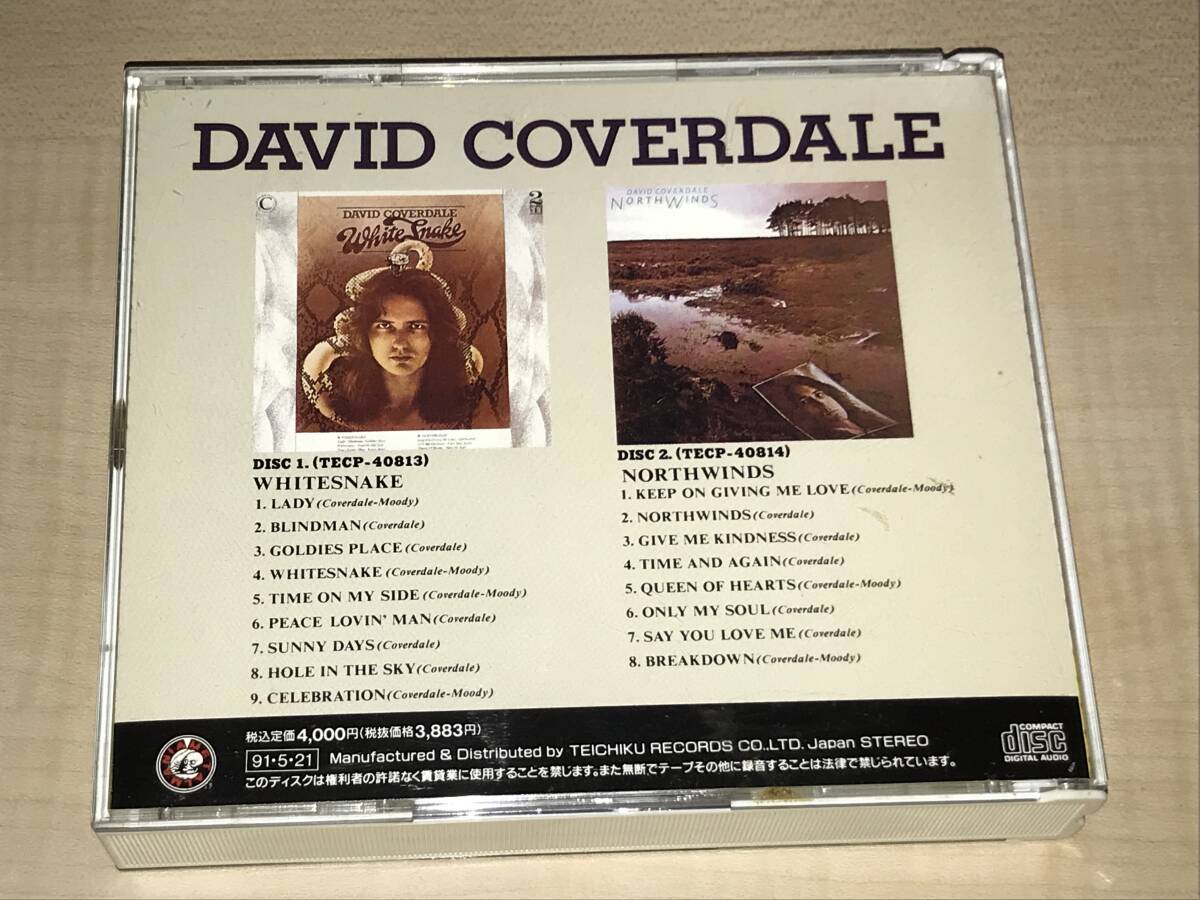 DAVID COVERDALE
C
2
DAVID COVERDALE
White Snake
DAVID COVERDALE
NORTHWINDS
DISC 1. (TECP-40813)
WHITESNAKE
1. LADY (Coverdale-Moody)
2. BLINDMAN (Coverdale)
3. GOLDIES PLACE (Coverdale)
4. WHITESNAKE (Coverdale-Moody)
5. TIME ON MY SIDE (Coverdale-Moody)
6. PEACE LOVIN' MAN (Coverdale)
7. SUNNY DAYS (Coverdale)
8. HOLE IN THE SKY (Coverdale)
9. CELEBRATION (Coverdale-Moody)
DISC 2. (TECP-40814)
NORTHWINDS
1. KEEP ON GIVING ME LOVE (Coverdale-Moody)
2. NORTHWINDS (Coverdale)
3. GIVE ME KINDNESS (Coverdale)
4. TIME AND AGAIN (Coverdale)
5. QUEEN OF HEARTS (Coverdale-Moody)
6. ONLY MY SOUL (Coverdale)
7. SAY YOU LOVE ME (Coverdale)
8. BREAKDOWN (Coverdale-Moody)
税込定価4,000円(税抜価格3,883円)
91・5・21 Manufactured & Distributed by TEICHIKU RECORDS CO.,LTD. Japan STEREO
このディスクは権利者の許諾なく賃貸業に使用することを禁じます。また無断でテープその他に録音することは法律で禁じられています。
COMPACT
disc
DIGITAL AUDIO